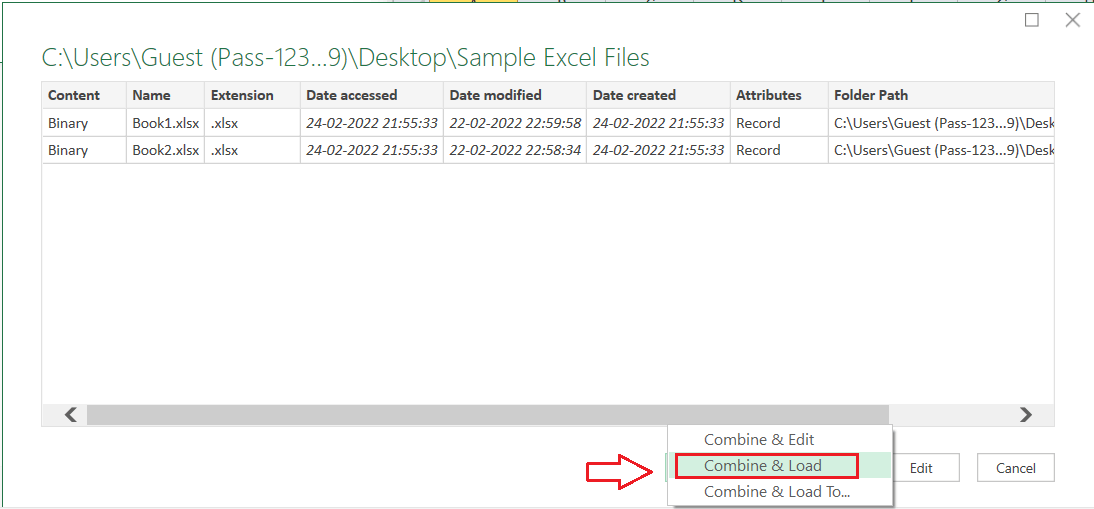 C:\Users\Guest (Pass-123...9)\Desktop\Sample Excel Files
Content Name Extension Date accessed Date modified Date created Attributes Folder Path
Binary Book1.xlsx .xlsx 24-02-2022 21:55:33 22-02-2022 22:59:58 24-02-2022 21:55:33 Record C:\Users\Guest (Pass-123...9)\Desk
Binary Book2.xlsx .xlsx 24-02-2022 21:55:33 22-02-2022 22:58:34 24-02-2022 21:55:33 Record C:\Users\Guest (Pass-123...9)\Desk
Combine & Edit
Combine & Load Edit Cancel
Combine & Load To...